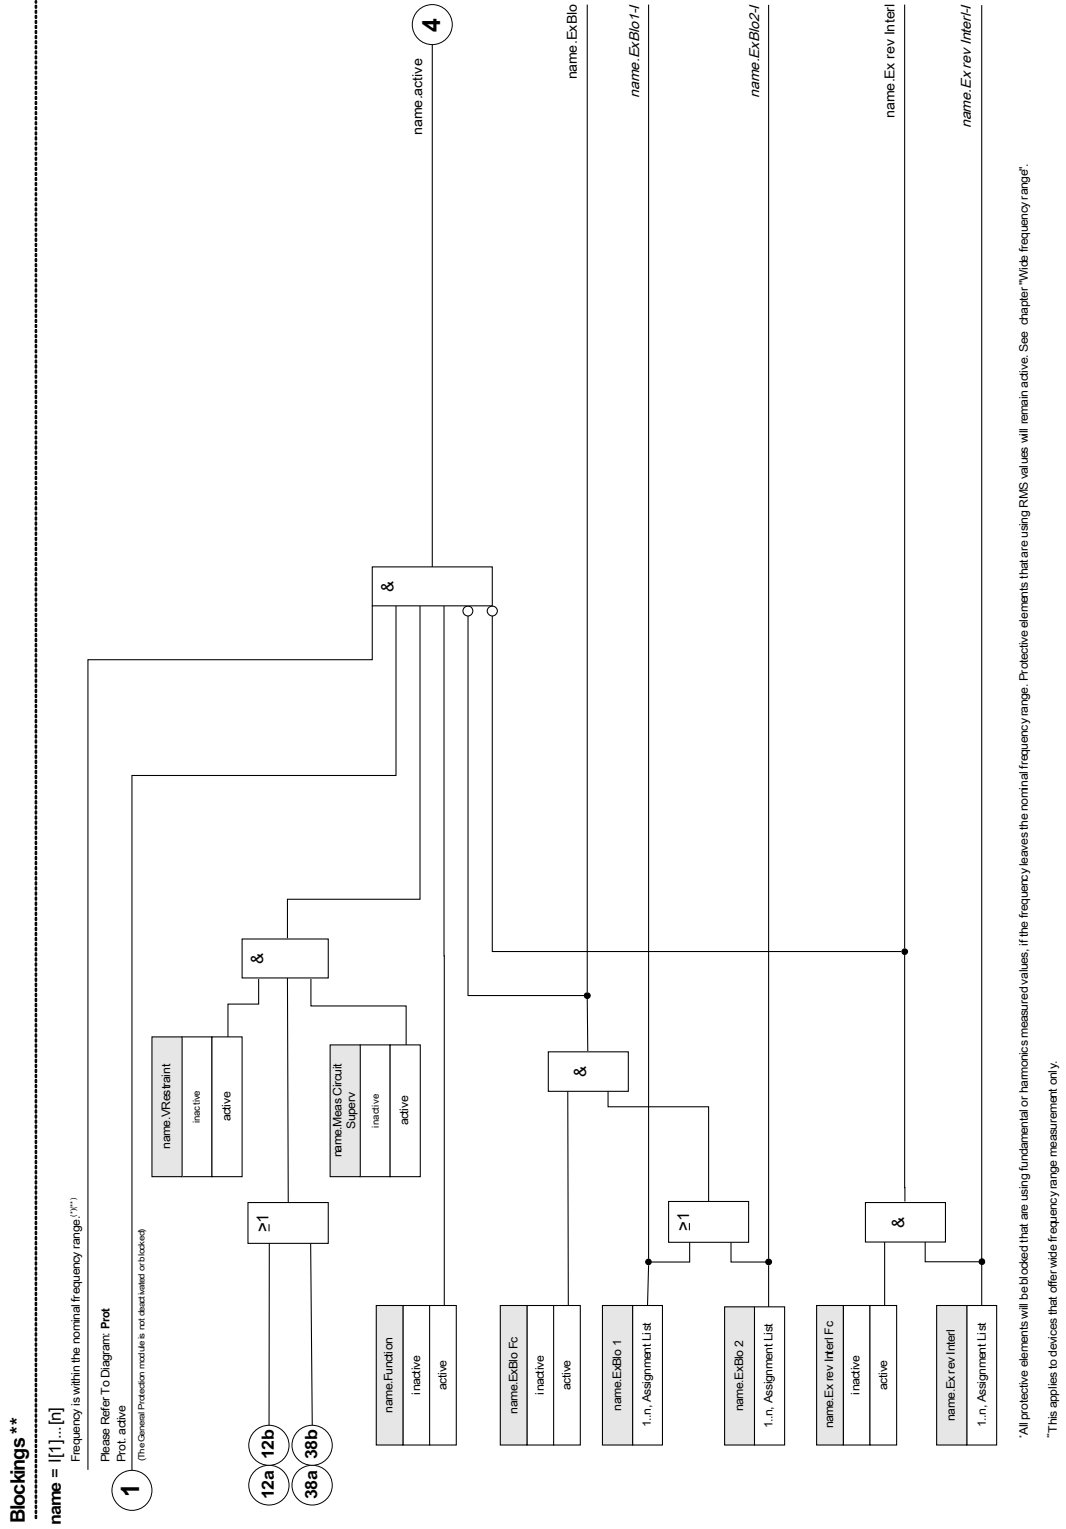 Blockings **
name = I[1]...[n]
Frequency is within the nominal frequency range.(*)(**)
Please Refer To Diagram: Prot
Prot. active
1
(The General Protection module is not deactivated or blocked)
name.VRestraint
inactive
active
&
name.Meas Circuit
Superv
inactive
active
12a
12b
38a
38b
≥1
name.Function
inactive
active
&
name.active
4
name.ExBlo Fc
inactive
active
&
name.ExBlo
name.ExBlo 1
1..n, Assignment List
name.ExBlo1-I
≥1
name.ExBlo 2
1..n, Assignment List
name.ExBlo2-I
name.Ex rev Interl Fc
inactive
active
&
name.Ex rev Interl
name.Ex rev Interl
1..n, Assignment List
name.Ex rev Interl-I
*All protective elements will be blocked that are using fundamental or harmonics measured values, if the frequency leaves the nominal frequency range. Protective elements that are using RMS values will remain active. See chapter "Wide frequency range".
**This applies to devices that offer wide frequency range measurement only.